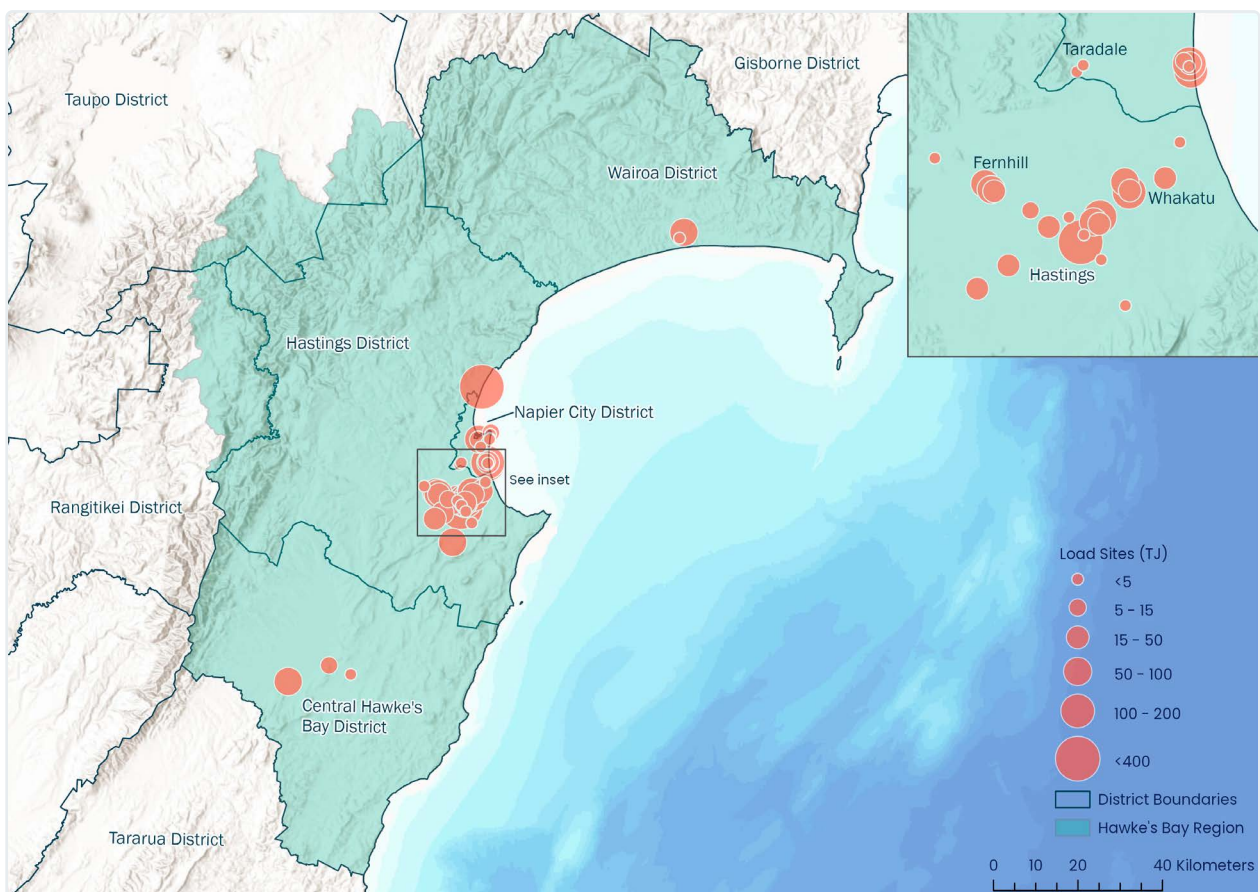 Taupo District
Gisborne District
Wairoa District
Hastings District
Napier City District
See inset
Rangitikei District
Central Hawke's
Bay District
Tararua District
Taradale
Fernhill
Whakatu
Hastings
Load Sites (TJ)
<5
5 - 15
15 - 50
50 - 100
100 - 200
<400
District Boundaries
Hawke's Bay Region
0 10 20 40 Kilometers